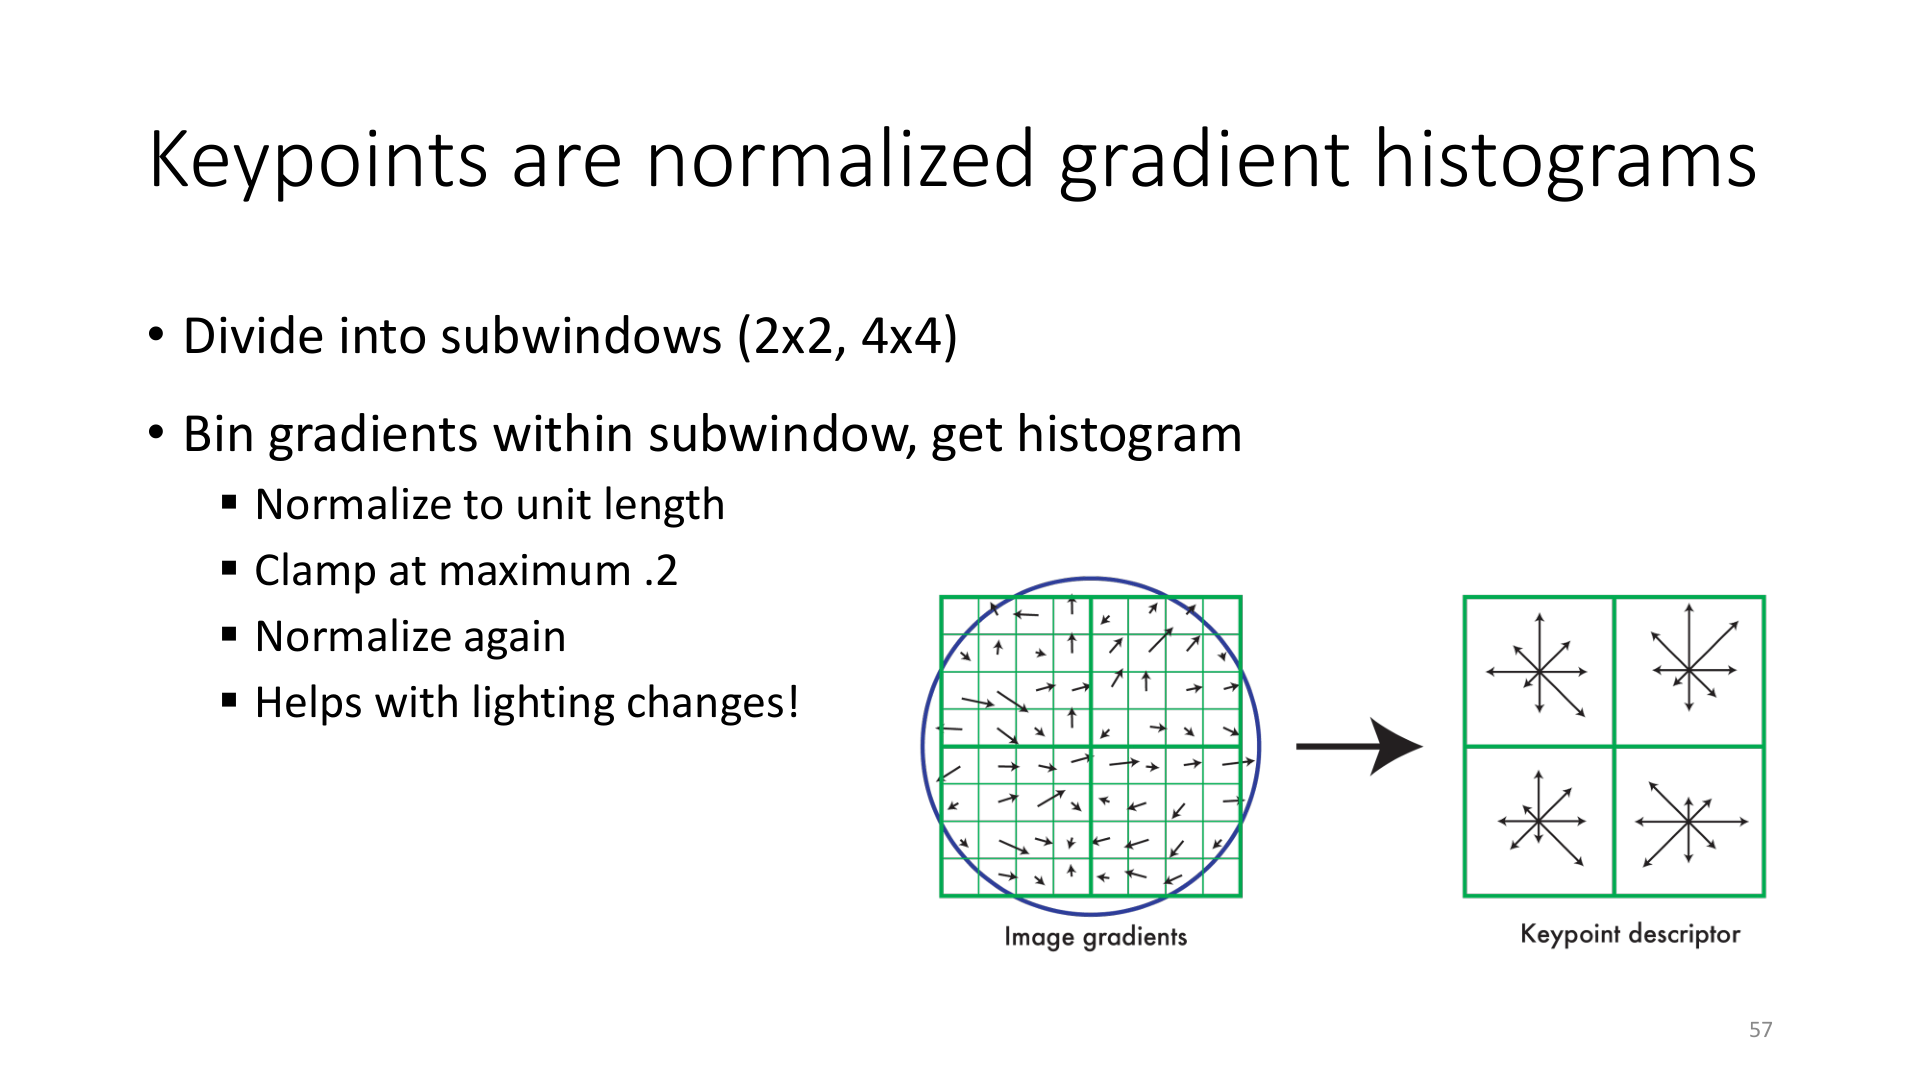 Keypoints are normalized gradient histograms
• Divide into subwindows (2x2, 4x4)
• Bin gradients within subwindow, get histogram
▪ Normalize to unit length
▪ Clamp at maximum .2
▪ Normalize again
▪ Helps with lighting changes!
Image gradients
Keypoint descriptor
57